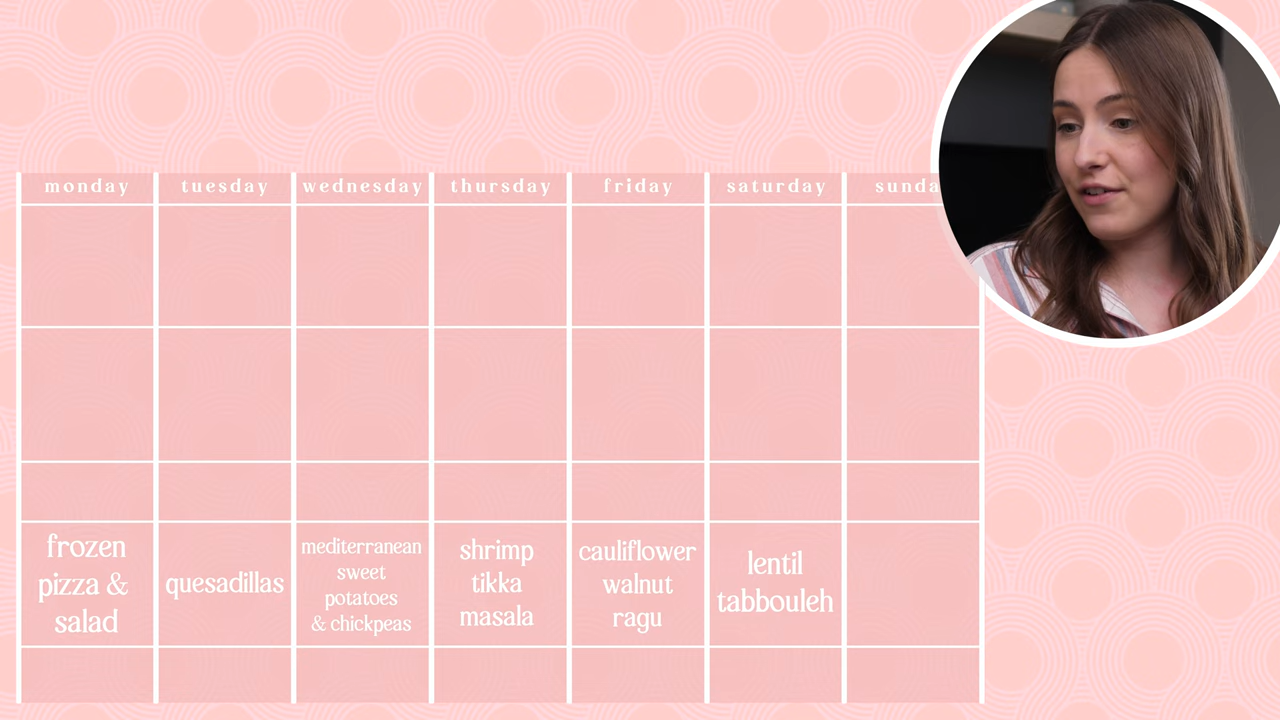 monday tuesday wednesday thursday friday saturday sunda
frozen
pizza &
salad
quesadillas
mediterranean
sweet
potatoes
& chickpeas
shrimp
tikka
masala
cauliflower
walnut
ragu
lentil
tabbouleh